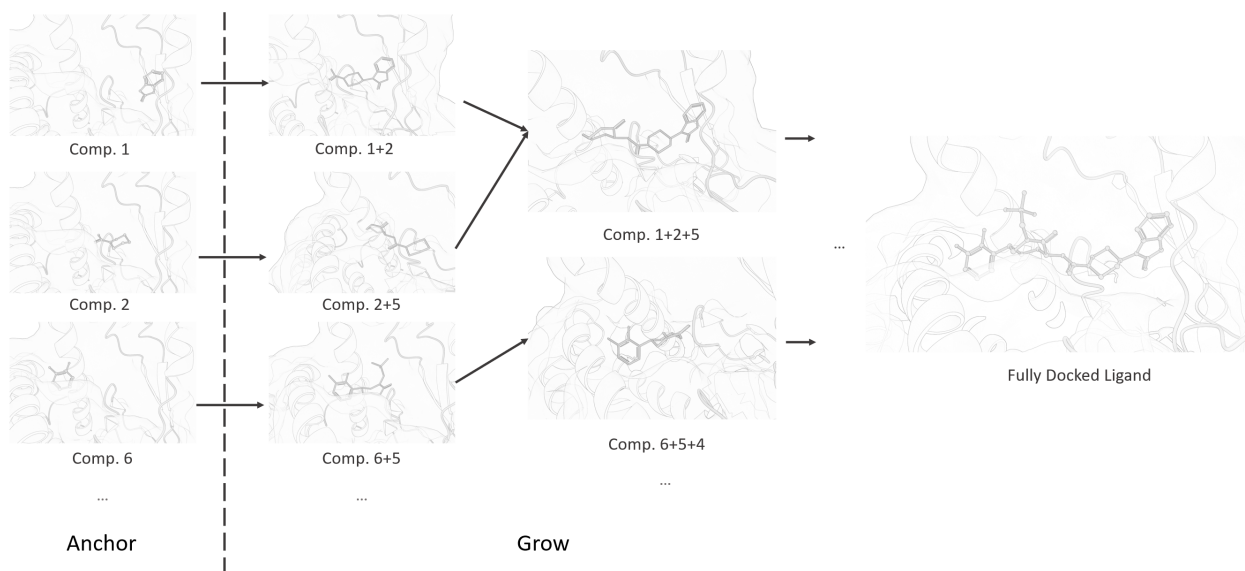 Comp. 1
Comp. 1+2
Comp. 1+2+5
Comp. 2
Comp. 2+5
...
Fully Docked Ligand
Comp. 6
Comp. 6+5
Comp. 6+5+4
...
...
...
Anchor
Grow